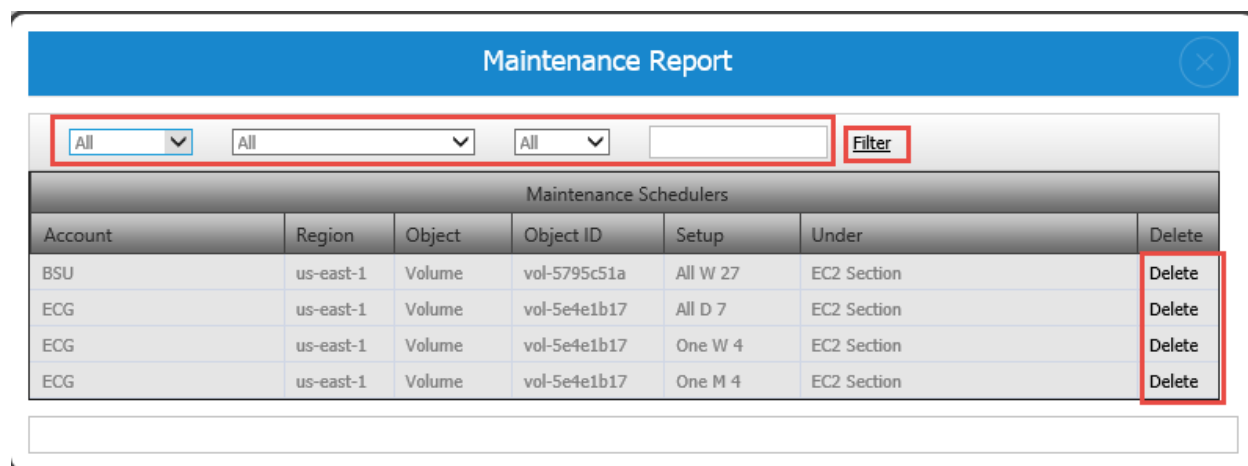 Maintenance Report
All All All Filter
Maintenance Schedulers
Account Region Object Object ID Setup Under Delete
BSU us-east-1 Volume vol-5795c51a All W 27 EC2 Section Delete
ECG us-east-1 Volume vol-5e4e1b17 All D 7 EC2 Section Delete
ECG us-east-1 Volume vol-5e4e1b17 One W 4 EC2 Section Delete
ECG us-east-1 Volume vol-5e4e1b17 One M 4 EC2 Section Delete